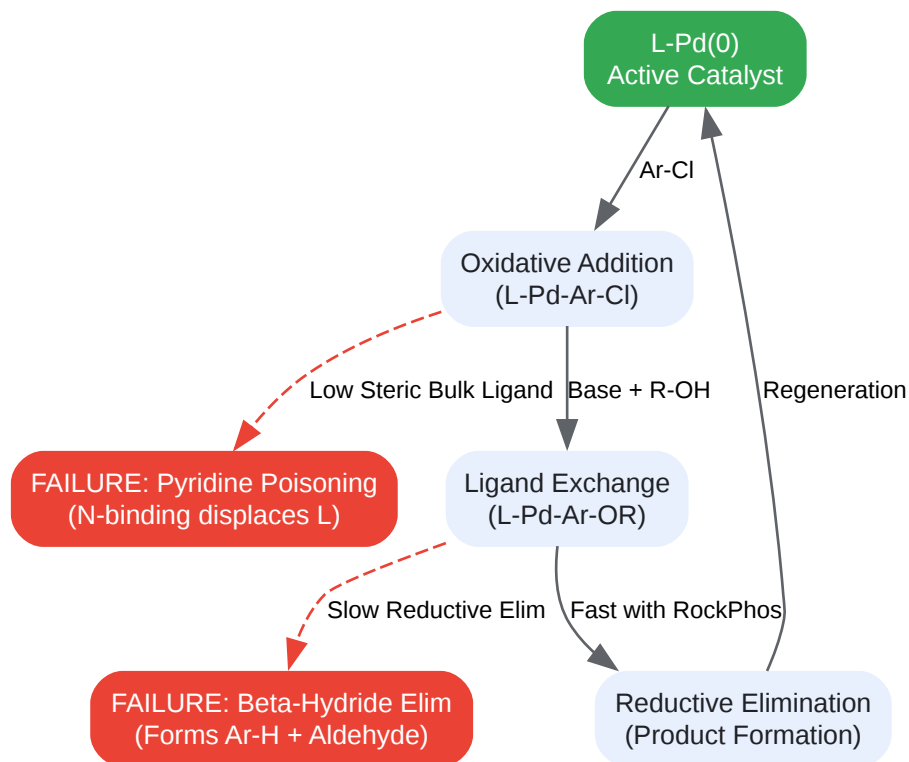 L-Pd(0)
Active Catalyst
Ar-Cl
Oxidative Addition
(L-Pd-Ar-Cl)
Low Steric Bulk Ligand
Base + R-OH
Regeneration
FAILURE: Pyridine Poisoning
(N-binding displaces L)
Ligand Exchange
(L-Pd-Ar-OR)
Slow Reductive Elim
Fast with RockPhos
FAILURE: Beta-Hydride Elim
(Forms Ar-H + Aldehyde)
Reductive Elimination
(Product Formation)